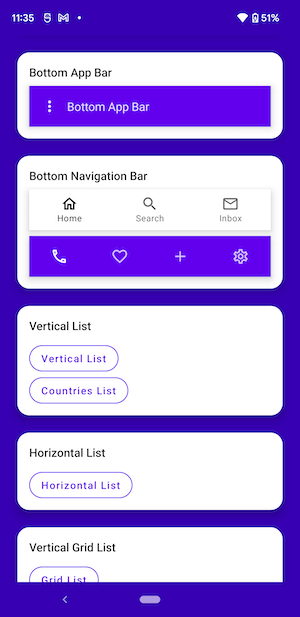 11:35
51%
Bottom App Bar
Bottom App Bar
Bottom Navigation Bar
Home Search Inbox
Vertical List
Vertical List
Countries List
Horizontal List
Horizontal List
Vertical Grid List
Grid List